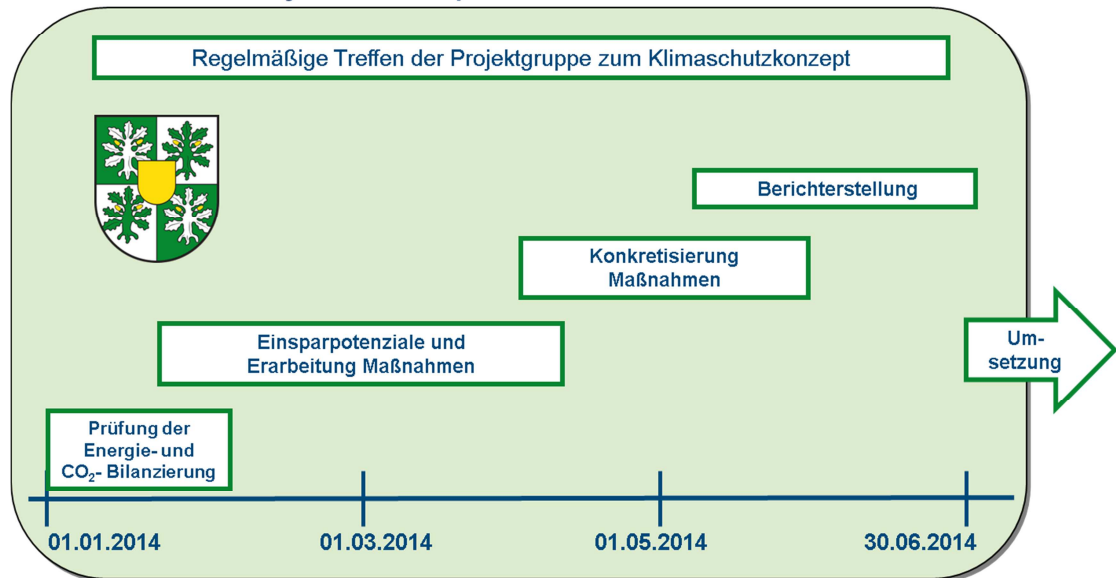 Regelmäßige Treffen der Projektgruppe zum Klimaschutzkonzept
Berichterstellung
Konkretisierung
Maßnahmen
Einsparpotenziale und
Erarbeitung Maßnahmen
Um-
setzung
Prüfung der
Energie- und
CO₂- Bilanzierung
01.01.2014
01.03.2014
01.05.2014
30.06.2014